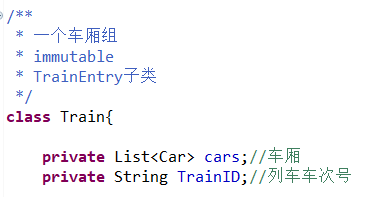 /**
 * 一个车厢组
 * immutable
 * TrainEntry子类
 */
class Train{
private List<Car> cars;//车厢
private String TrainID;//列车车次号